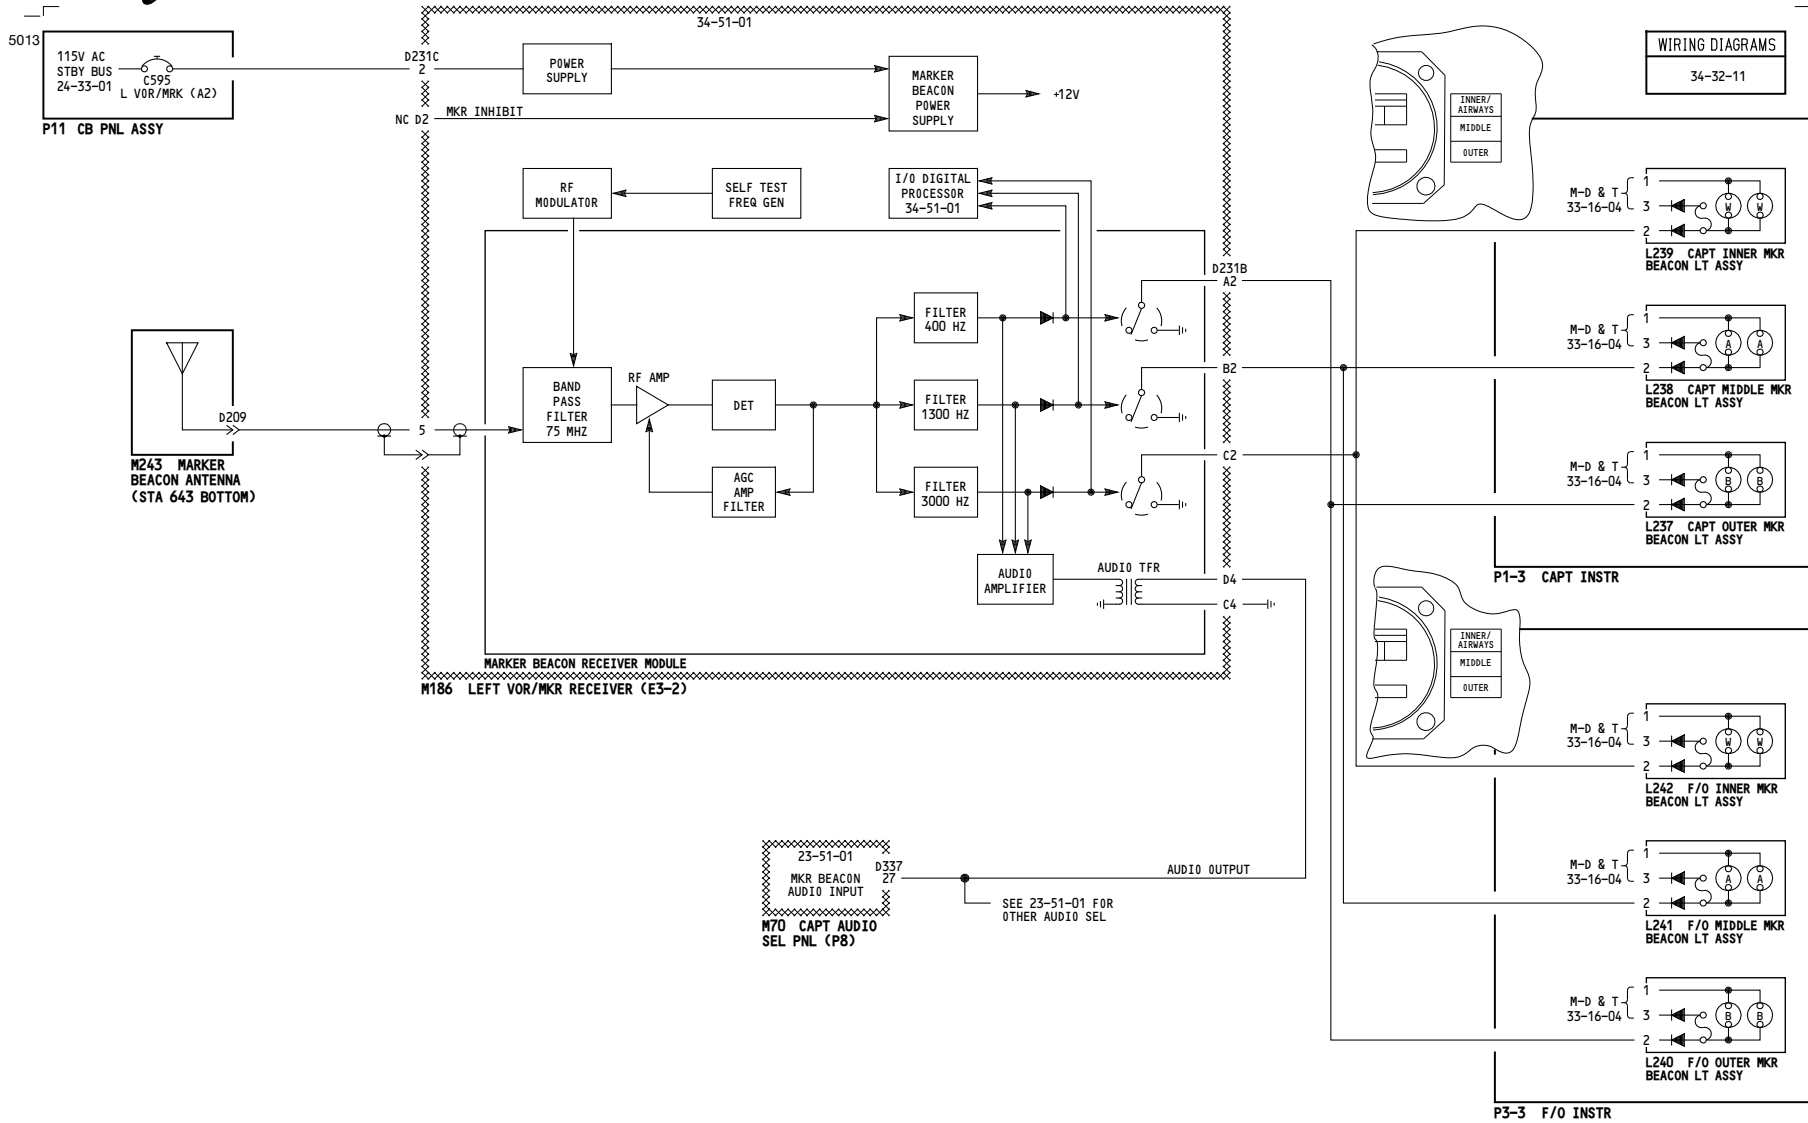 5013
115V AC
STBY BUS
24-33-01
C595
L VOR/MRK (A2)
P11 CB PNL ASSY
34-51-01
D231C
2
NC D2
MKR INHIBIT
POWER
SUPPLY
MARKER
BEACON
POWER
SUPPLY
+12V
RF
MODULATOR
SELF TEST
FREQ GEN
I/O DIGITAL
PROCESSOR
34-51-01
D209
M243 MARKER
BEACON ANTENNA
(STA 643 BOTTOM)
5
BAND
PASS
FILTER
75 MHZ
RF AMP
DET
AGC
AMP
FILTER
FILTER
400 HZ
FILTER
1300 HZ
FILTER
3000 HZ
AUDIO
AMPLIFIER
AUDIO TFR
D231B
A2
B2
C2
D4
C4
MARKER BEACON RECEIVER MODULE
M186 LEFT VOR/MKR RECEIVER (E3-2)
23-51-01
MKR BEACON
AUDIO INPUT
D337
27
M70 CAPT AUDIO
SEL PNL (P8)
AUDIO OUTPUT
SEE 23-51-01 FOR
OTHER AUDIO SEL
WIRING DIAGRAMS
34-32-11
INNER/
AIRWAYS
MIDDLE
OUTER
M-D & T
33-16-04
1
3
2
W W
L239 CAPT INNER MKR
BEACON LT ASSY
M-D & T
33-16-04
1
3
2
A A
L238 CAPT MIDDLE MKR
BEACON LT ASSY
M-D & T
33-16-04
1
3
2
B B
L237 CAPT OUTER MKR
BEACON LT ASSY
P1-3 CAPT INSTR
INNER/
AIRWAYS
MIDDLE
OUTER
M-D & T
33-16-04
1
3
2
W W
L242 F/O INNER MKR
BEACON LT ASSY
M-D & T
33-16-04
1
3
2
A A
L241 F/O MIDDLE MKR
BEACON LT ASSY
M-D & T
33-16-04
1
3
2
B B
L240 F/O OUTER MKR
BEACON LT ASSY
P3-3 F/O INSTR